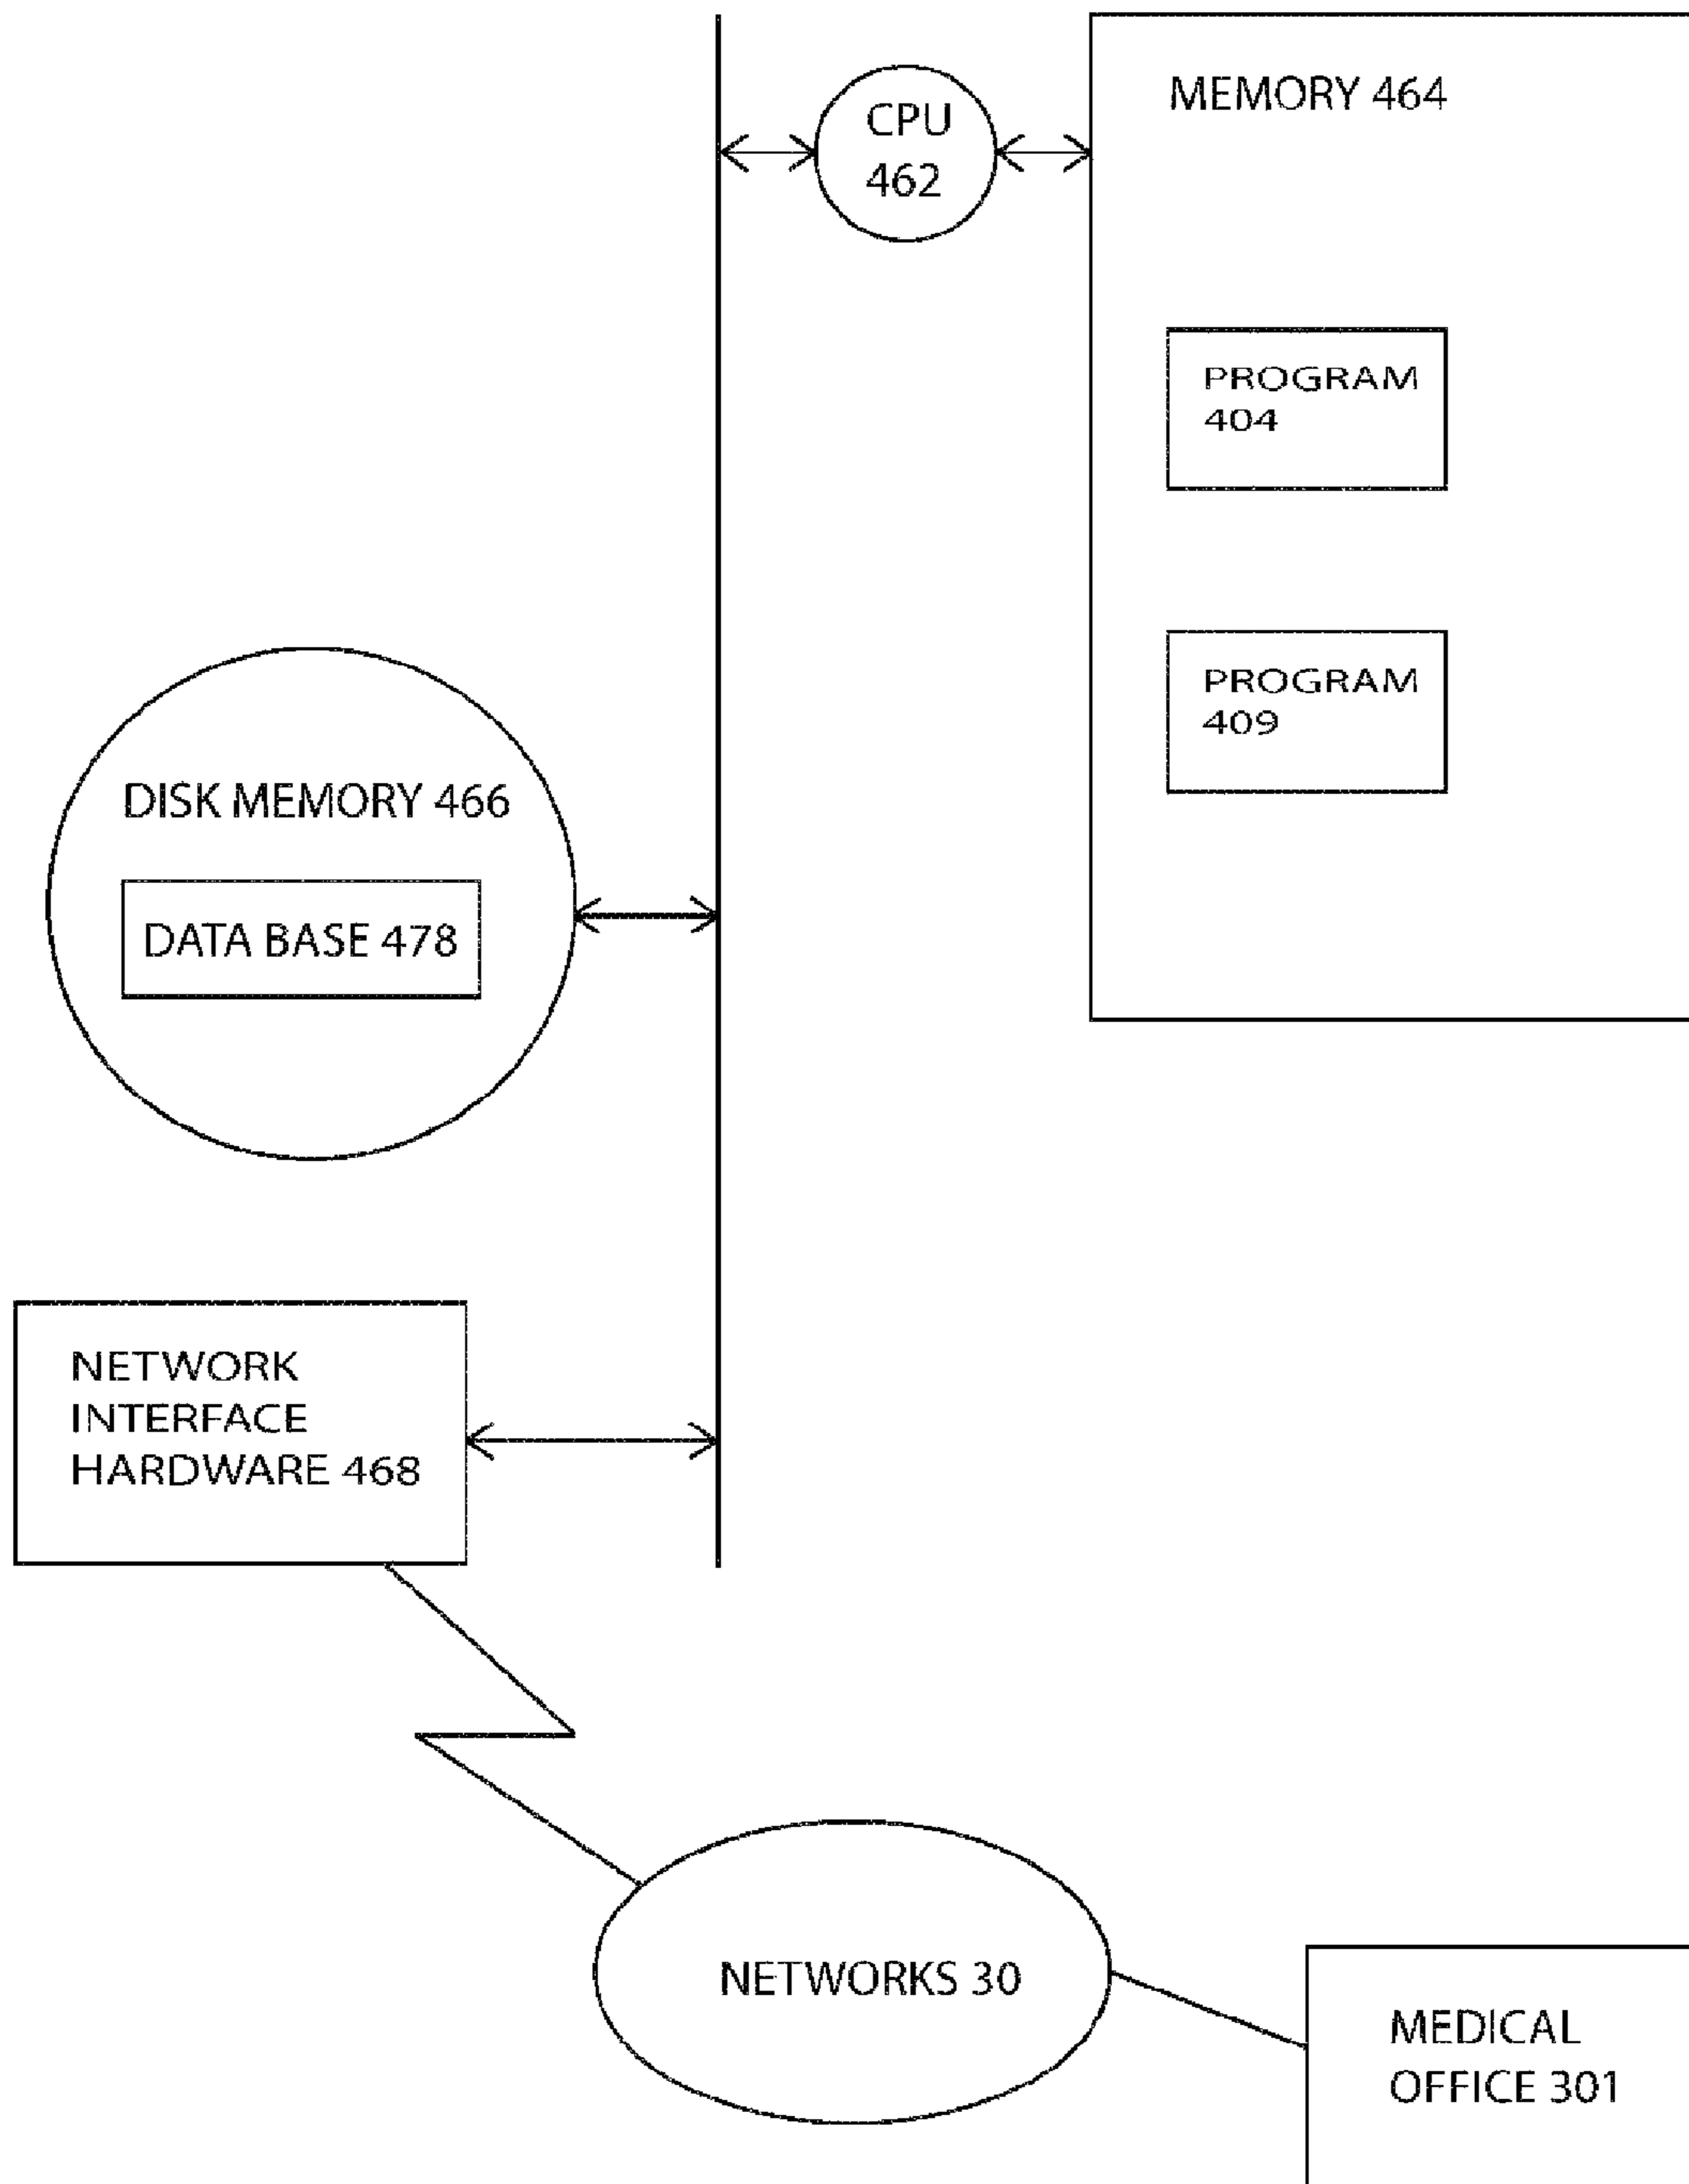 CPU
462
MEMORY 464
PROGRAM
404
PROGRAM
409
DISK MEMORY 466
DATA BASE 478
NETWORK
INTERFACE
HARDWARE 468
NETWORKS 30
MEDICAL
OFFICE 301